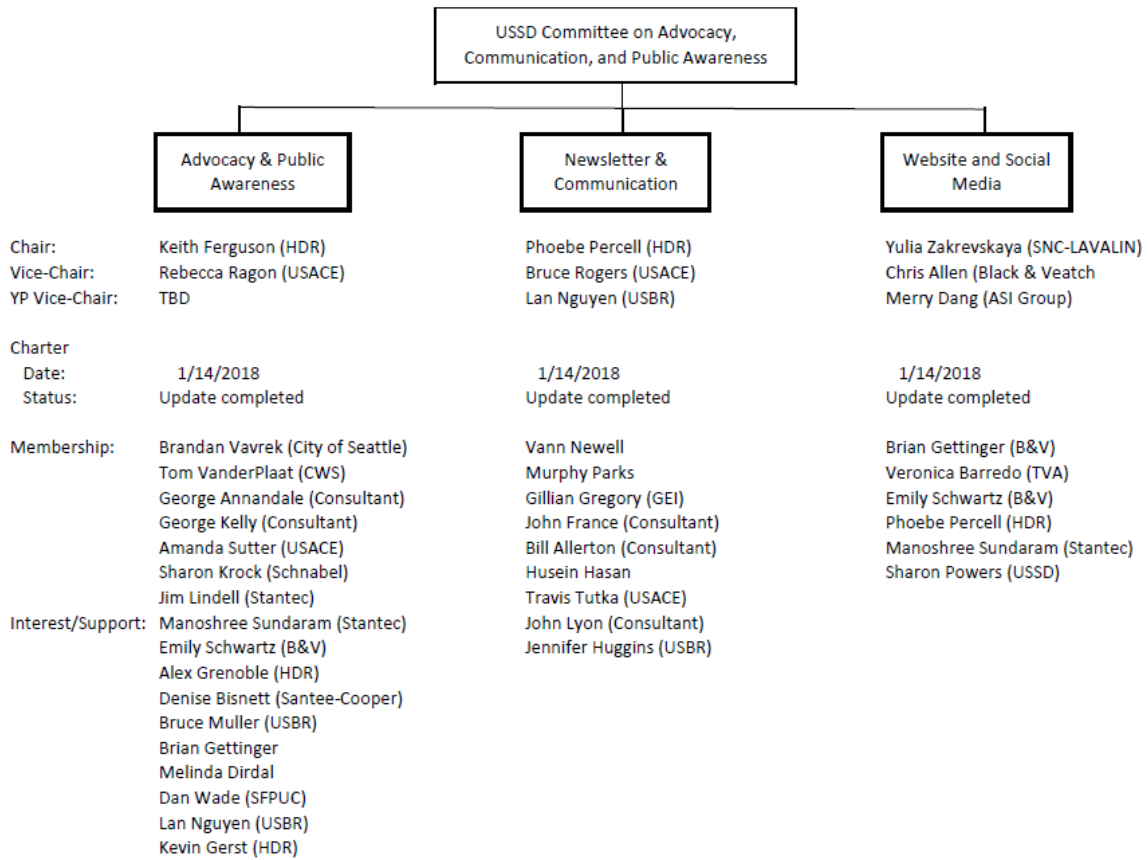 USSD Committee on Advocacy,
Communication, and Public Awareness
Advocacy & Public
Awareness
Newsletter &
Communication
Website and Social
Media
Chair: Keith Ferguson (HDR) Phoebe Percell (HDR) Yulia Zakrevskaya (SNC-LAVALIN)
Vice-Chair: Rebecca Ragon (USACE) Bruce Rogers (USACE) Chris Allen (Black & Veatch
YP Vice-Chair: TBD Lan Nguyen (USBR) Merry Dang (ASI Group)
Charter
Date: 1/14/2018 1/14/2018 1/14/2018
Status: Update completed Update completed Update completed
Membership: Brandan Vavrek (City of Seattle) Vann Newell Brian Gettinger (B&V)
Tom VanderPlaat (CWS) Murphy Parks Veronica Barredo (TVA)
George Annandale (Consultant) Gillian Gregory (GEI) Emily Schwartz (B&V)
George Kelly (Consultant) John France (Consultant) Phoebe Percell (HDR)
Amanda Sutter (USACE) Bill Allerton (Consultant) Manoshree Sundaram (Stantec)
Sharon Krock (Schnabel) Husein Hasan Sharon Powers (USSD)
Jim Lindell (Stantec) Travis Tutka (USACE)
Interest/Support: Manoshree Sundaram (Stantec) John Lyon (Consultant)
Emily Schwartz (B&V) Jennifer Huggins (USBR)
Alex Grenoble (HDR)
Denise Bisnett (Santee-Cooper)
Bruce Muller (USBR)
Brian Gettinger
Melinda Dirdal
Dan Wade (SFPUC)
Lan Nguyen (USBR)
Kevin Gerst (HDR)